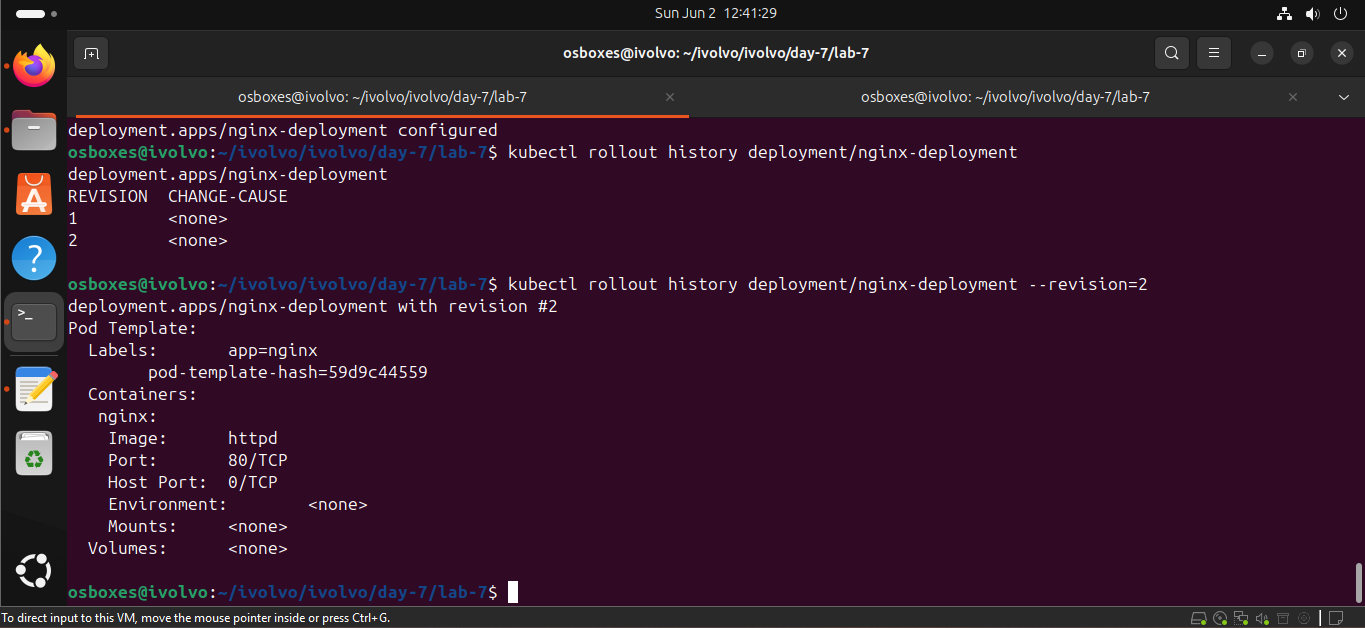 Sun Jun 2 12:41:29
osboxes@ivolvo: ~/ivolvo/ivolvo/day-7/lab-7
osboxes@ivolvo: ~/ivolvo/ivolvo/day-7/lab-7
osboxes@ivolvo: ~/ivolvo/ivolvo/day-7/lab-7
deployment.apps/nginx-deployment configured
osboxes@ivolvo:~/ivolvo/ivolvo/day-7/lab-7$ kubectl rollout history deployment/nginx-deployment
deployment.apps/nginx-deployment
REVISION  CHANGE-CAUSE
1         <none>
2         <none>
osboxes@ivolvo:~/ivolvo/ivolvo/day-7/lab-7$ kubectl rollout history deployment/nginx-deployment --revision=2
deployment.apps/nginx-deployment with revision #2
Pod Template:
  Labels:       app=nginx
        pod-template-hash=59d9c44559
  Containers:
   nginx:
    Image:      httpd
    Port:       80/TCP
    Host Port:  0/TCP
    Environment:        <none>
    Mounts:     <none>
  Volumes:      <none>
osboxes@ivolvo:~/ivolvo/ivolvo/day-7/lab-7$
To direct input to this VM, move the mouse pointer inside or press Ctrl+G.